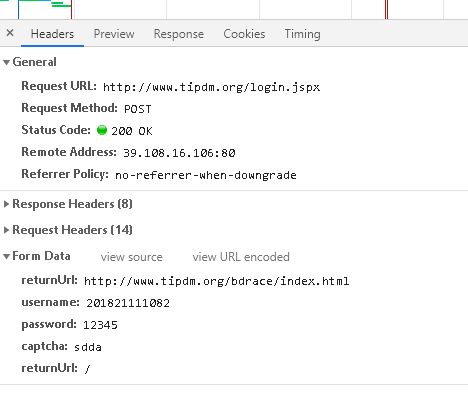 Headers Preview Response Cookies Timing
General
Request URL: http://www.tipdm.org/login.jspx
Request Method: POST
Status Code: 200 OK
Remote Address: 39.108.16.106:80
Referrer Policy: no-referrer-when-downgrade
Response Headers (8)
Request Headers (14)
Form Data view source view URL encoded
returnUrl: http://www.tipdm.org/bdrace/index.html
username: 201821111082
password: 12345
captcha: sdda
returnUrl: /